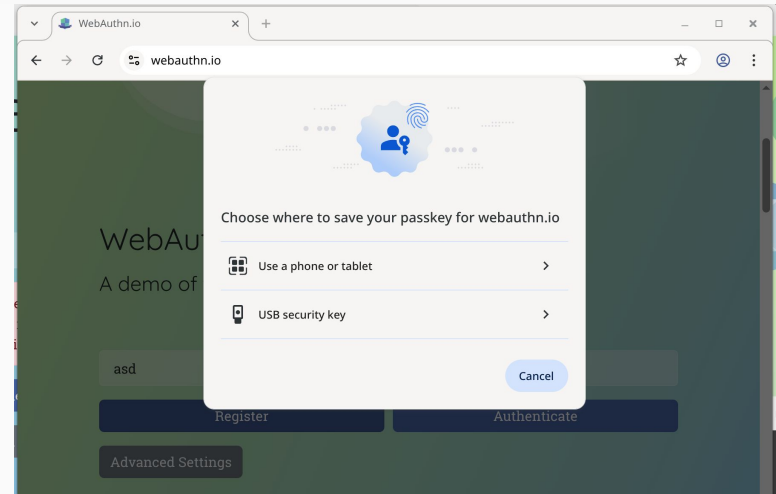 WebAuthn.io
webauthn.io
Choose where to save your passkey for webauthn.io
Use a phone or tablet
USB security key
Cancel
WebAu
A demo of
asd
Register
Authenticate
Advanced Settings